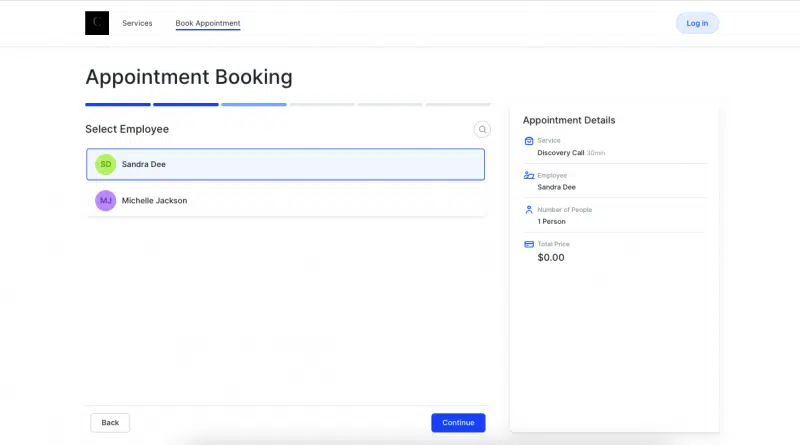 C.
Services
Book Appointment
Log in
Appointment Booking
Select Employee
SD
Sandra Dee
MJ
Michelle Jackson
Back
Continue
Appointment Details
Service
Discovery Call 30min
Employee
Sandra Dee
Number of People
1 Person
Total Price
$0.00